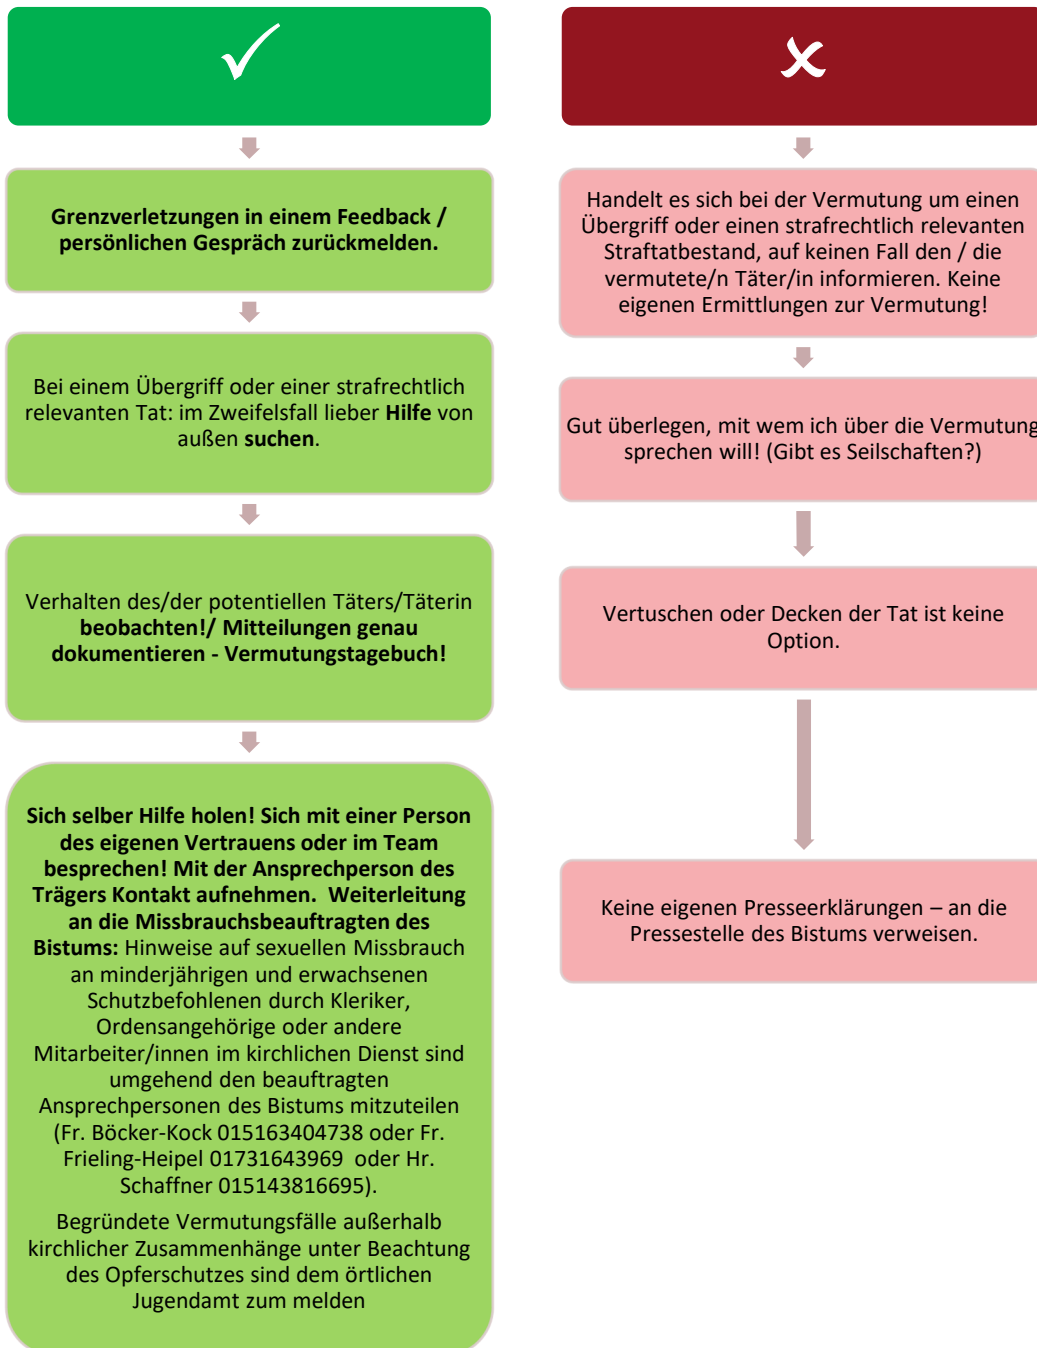 ✓
Grenzverletzungen in einem Feedback /
persönlichen Gespräch zurückmelden.
Bei einem Übergriff oder einer strafrechtlich
relevanten Tat: im Zweifelsfall lieber Hilfe von
außen suchen.
Verhalten des/der potentiellen Täters/Täterin
beobachten!/ Mitteilungen genau
dokumentieren - Vermutungstagebuch!
Sich selber Hilfe holen! Sich mit einer Person
des eigenen Vertrauens oder im Team
besprechen! Mit der Ansprechperson des
Trägers Kontakt aufnehmen.  Weiterleitung
an die Missbrauchsbeauftragten des
Bistums: Hinweise auf sexuellen Missbrauch
an minderjährigen und erwachsenen
Schutzbefohlenen durch Kleriker,
Ordensangehörige oder andere
Mitarbeiter/innen im kirchlichen Dienst sind
umgehend den beauftragten
Ansprechpersonen des Bistums mitzuteilen
(Fr. Böcker-Kock 015163404738 oder Fr.
Frieling-Heipel 01731643969  oder Hr.
Schaffner 015143816695).
Begründete Vermutungsfälle außerhalb
kirchlicher Zusammenhänge unter Beachtung
des Opferschutzes sind dem örtlichen
Jugendamt zum melden
✗
Handelt es sich bei der Vermutung um einen
Übergriff oder einen strafrechtlich relevanten
Straftatbestand, auf keinen Fall den / die
vermutete/n Täter/in informieren. Keine
eigenen Ermittlungen zur Vermutung!
Gut überlegen, mit wem ich über die Vermutung
sprechen will! (Gibt es Seilschaften?)
Vertuschen oder Decken der Tat ist keine
Option.
Keine eigenen Presseerklärungen – an die
Pressestelle des Bistums verweisen.